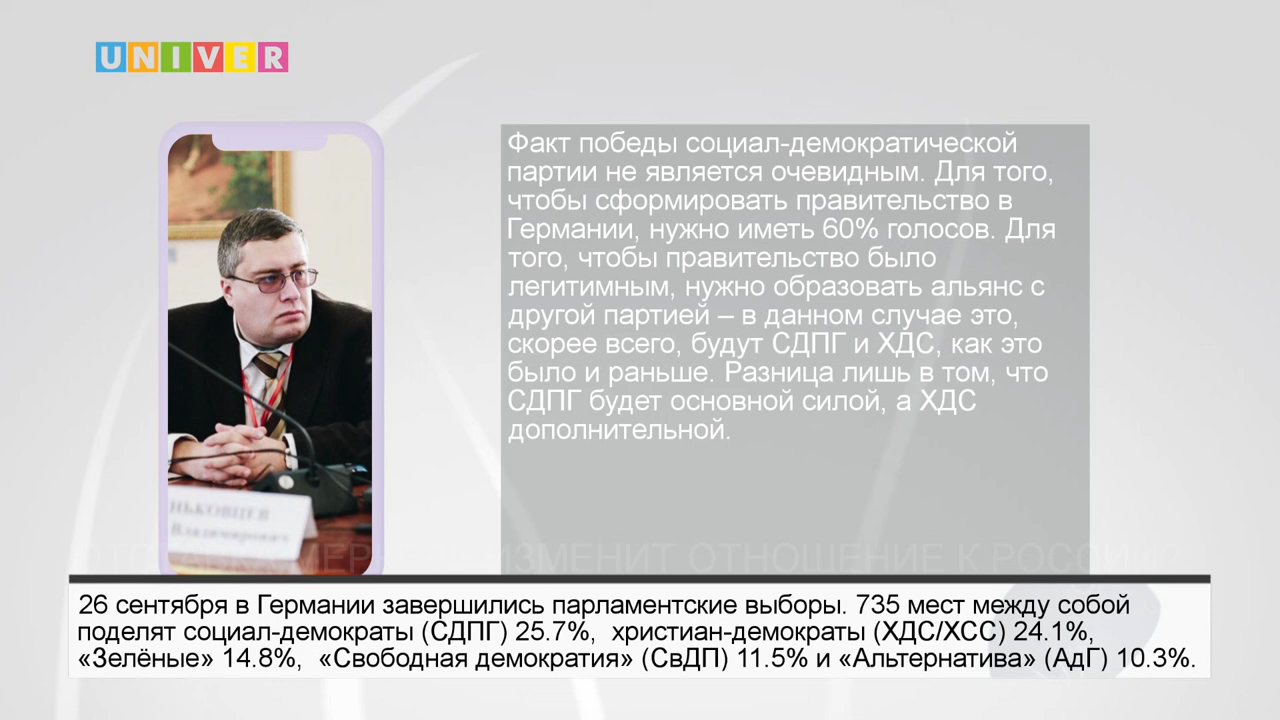 UNIVER
Факт победы социал-демократической
партии не является очевидным. Для того,
чтобы сформировать правительство в
Германии, нужно иметь 60% голосов. Для
того, чтобы правительство было
легитимным, нужно образовать альянс с
другой партией – в данном случае это,
скорее всего, будут СДПГ и ХДС, как это
было и раньше. Разница лишь в том, что
СДПГ будет основной силой, а ХДС
дополнительной.
НЬКОВЦЕВ
Владимирович
ИЗМЕНИТ ОТНОШЕНИЕ К РОССИИ
26 сентября в Германии завершились парламентские выборы. 735 мест между собой
поделят социал-демократы (СДПГ) 25.7%, христиан-демократы (ХДС/ХСС) 24.1%,
«Зелёные» 14.8%, «Свободная демократия» (СвДП) 11.5% и «Альтернатива» (АдГ) 10.3%.